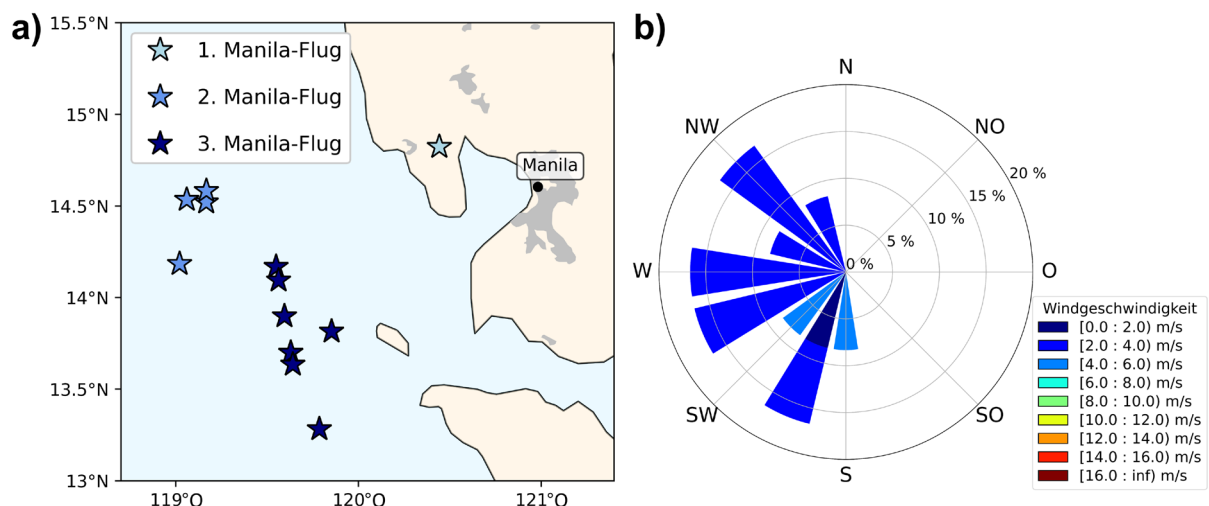 a)
15.5°N
15°N
14.5°N
14°N
13.5°N
13°N
119°O
120°O
121°O
1. Manila-Flug
2. Manila-Flug
3. Manila-Flug
Manila
b)
N
NW
NO
20 %
15 %
10 %
5 %
0 %
W
O
SW
SO
S
Windgeschwindigkeit
[0.0 : 2.0) m/s
[2.0 : 4.0) m/s
[4.0 : 6.0) m/s
[6.0 : 8.0) m/s
[8.0 : 10.0) m/s
[10.0 : 12.0) m/s
[12.0 : 14.0) m/s
[14.0 : 16.0) m/s
[16.0 : inf) m/s